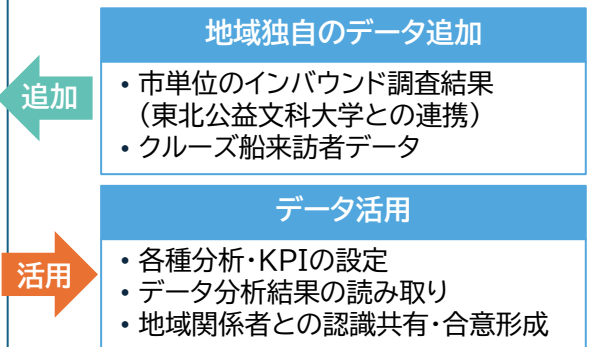 地域独自のデータ追加
追加
• 市単位のインバウンド調査結果
（東北公益文科大学との連携）
• クルーズ船来訪者データ
データ活用
活用
• 各種分析・KPIの設定
• データ分析結果の読み取り
• 地域関係者との認識共有・合意形成